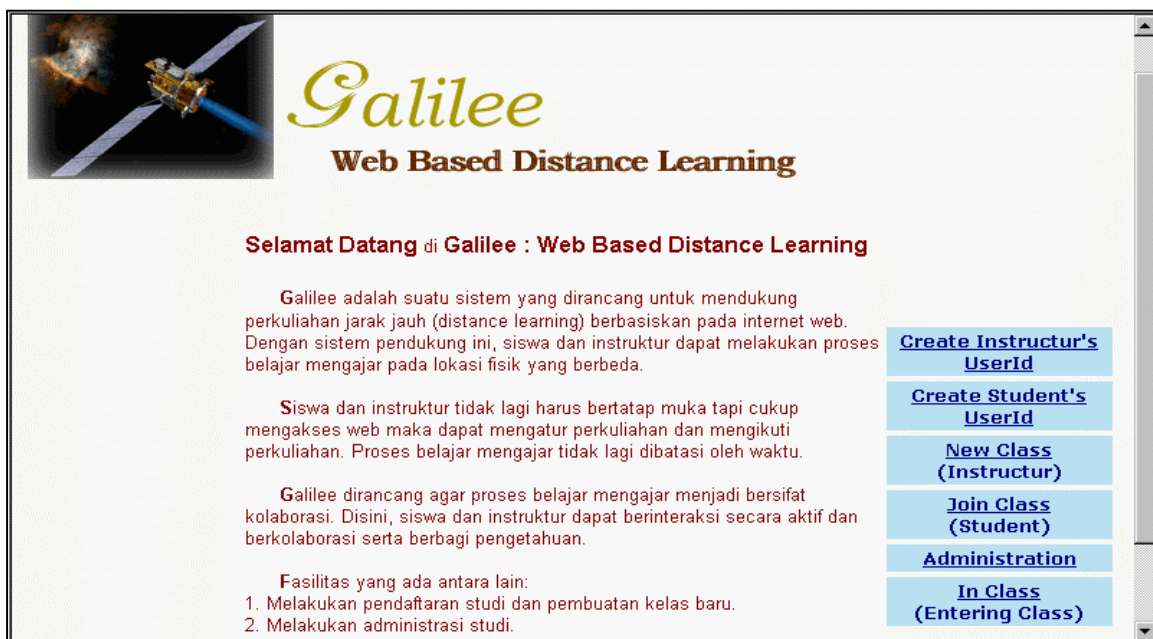 Galilee
Web Based Distance Learning
Selamat Datang di Galilee : Web Based Distance Learning
Galilee adalah suatu sistem yang dirancang untuk mendukung
perkuliahan jarak jauh (distance learning) berbasiskan pada internet web.
Dengan sistem pendukung ini, siswa dan instruktur dapat melakukan proses
belajar mengajar pada lokasi fisik yang berbeda.
Siswa dan instruktur tidak lagi harus bertatap muka tapi cukup
mengakses web maka dapat mengatur perkuliahan dan mengikuti
perkuliahan. Proses belajar mengajar tidak lagi dibatasi oleh waktu.
Galilee dirancang agar proses belajar mengajar menjadi bersifat
kolaborasi. Disini, siswa dan instruktur dapat berinteraksi secara aktif dan
berkolaborasi serta berbagi pengetahuan.
Fasilitas yang ada antara lain:
1. Melakukan pendaftaran studi dan pembuatan kelas baru.
2. Melakukan administrasi studi.
Create Instructur's
UserId
Create Student's
UserId
New Class
(Instructur)
Join Class
(Student)
Administration
In Class
(Entering Class)